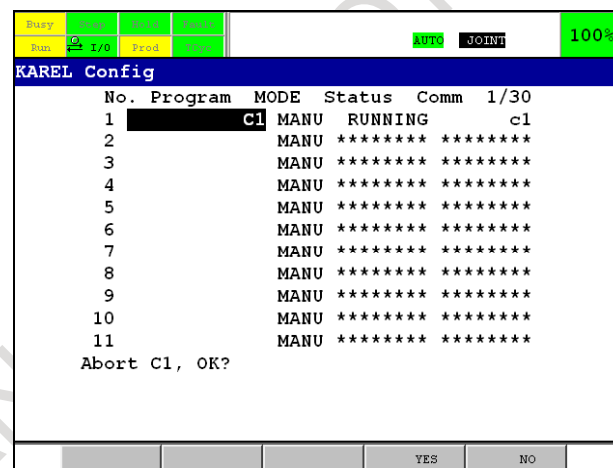 Busy Step Hold Fault
Run I/O Prod TCyc
AUTO JOINT
100%
KAREL Config
No. Program MODE Status Comm 1/30
1 C1 MANU RUNNING c1
2 MANU ******** ********
3 MANU ******** ********
4 MANU ******** ********
5 MANU ******** ********
6 MANU ******** ********
7 MANU ******** ********
8 MANU ******** ********
9 MANU ******** ********
10 MANU ******** ********
11 MANU ******** ********
Abort C1, OK?
YES NO